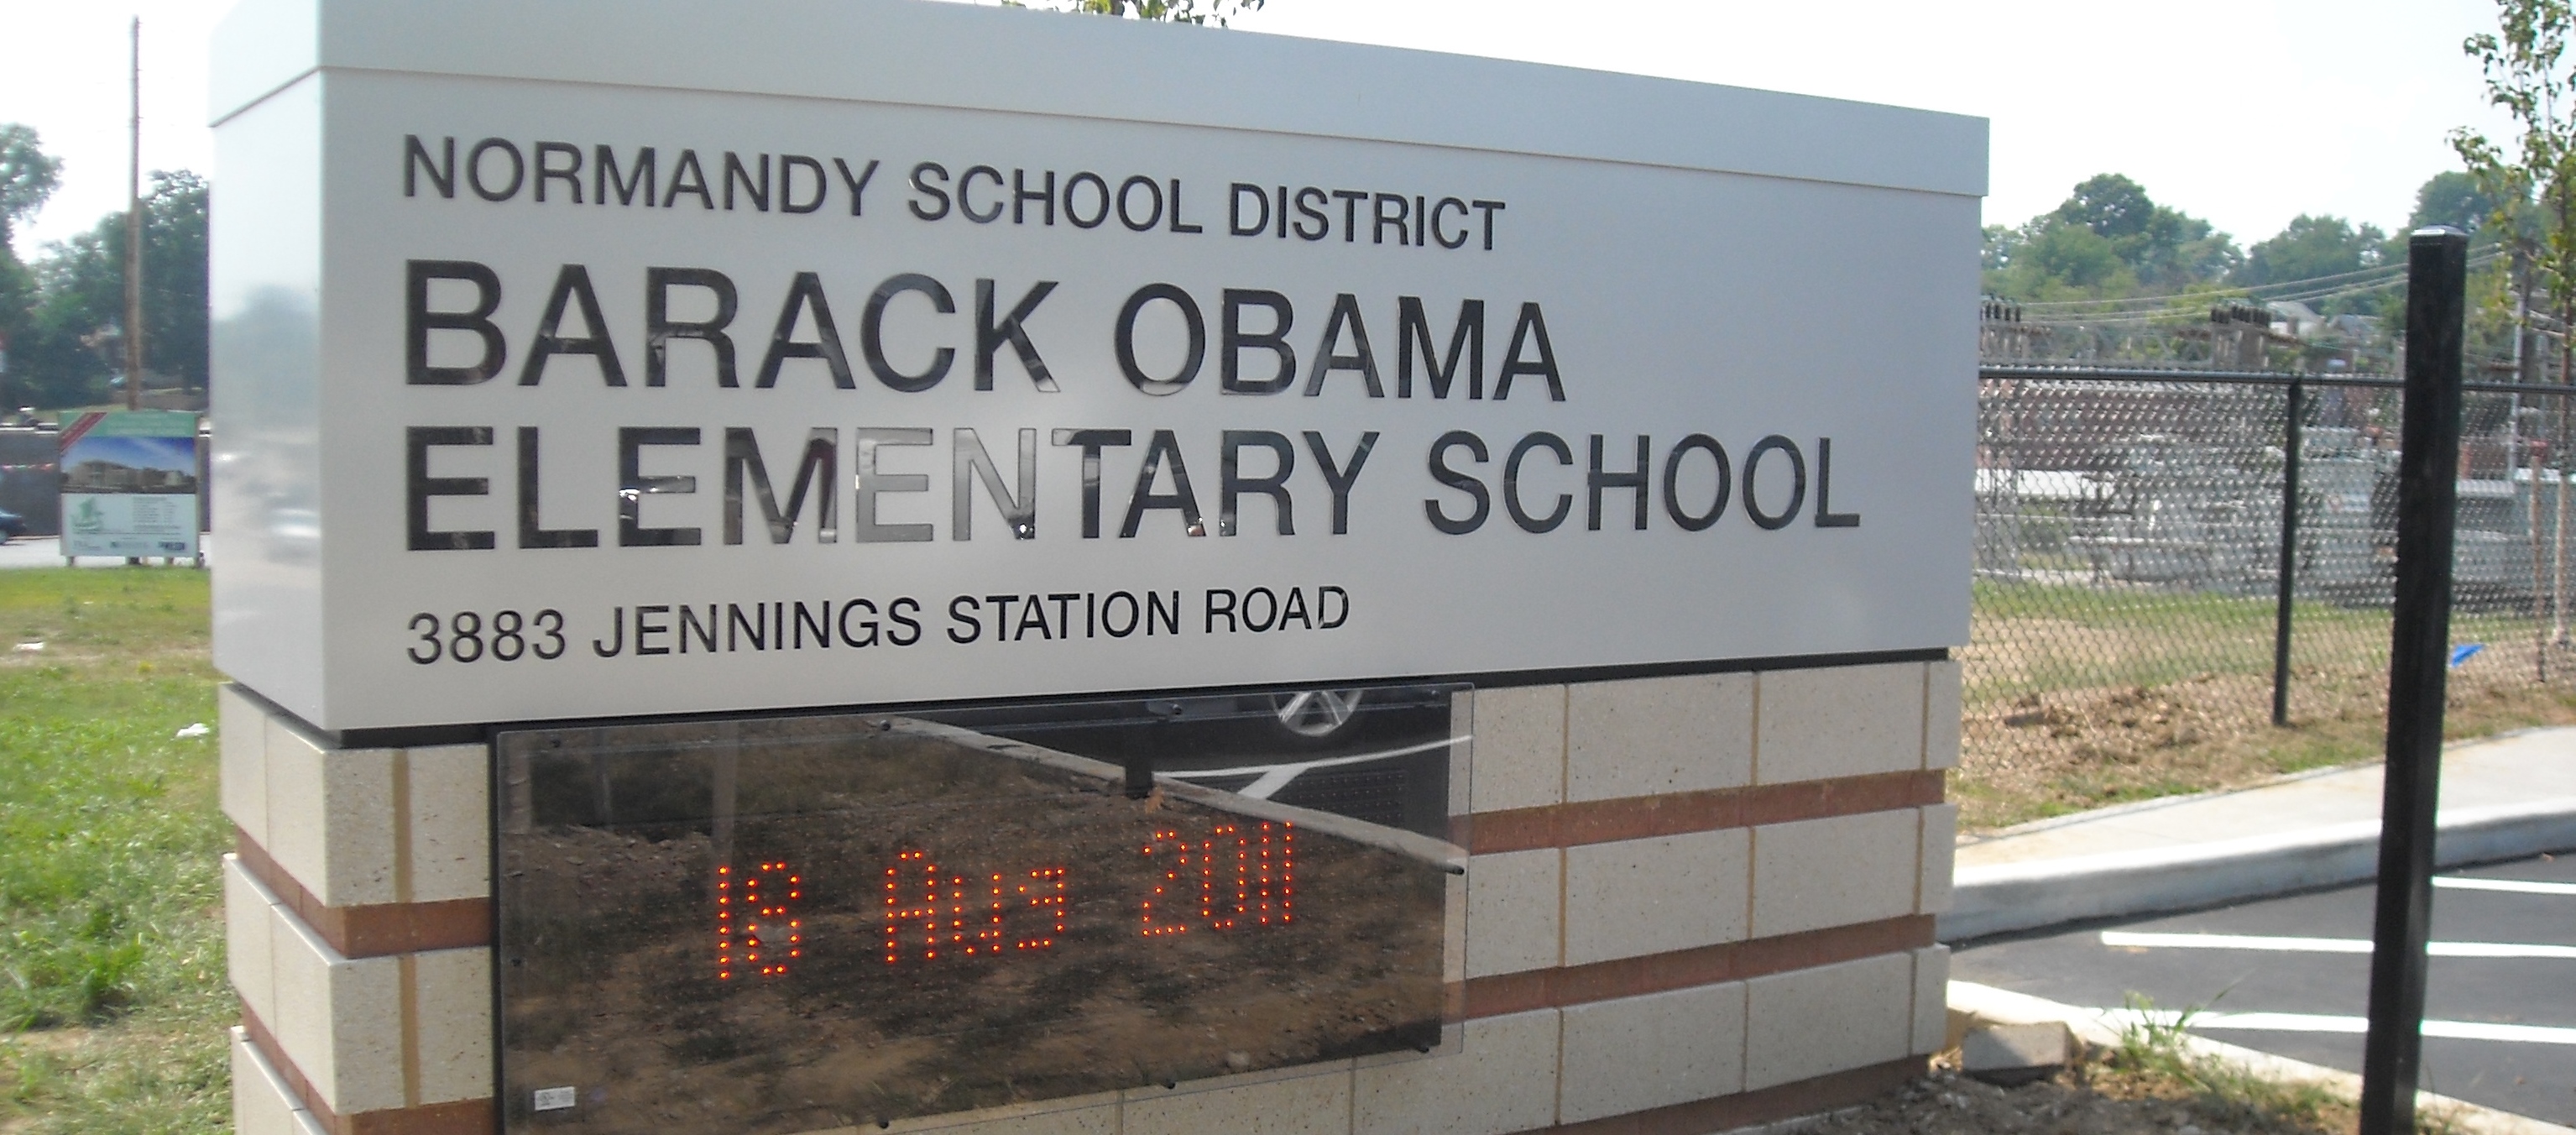 NORMANDY SCHOOL DISTRICT
BARACK OBAMA
ELEMENTARY SCHOOL
3883 JENNINGS STATION ROAD
18 Aug 2011